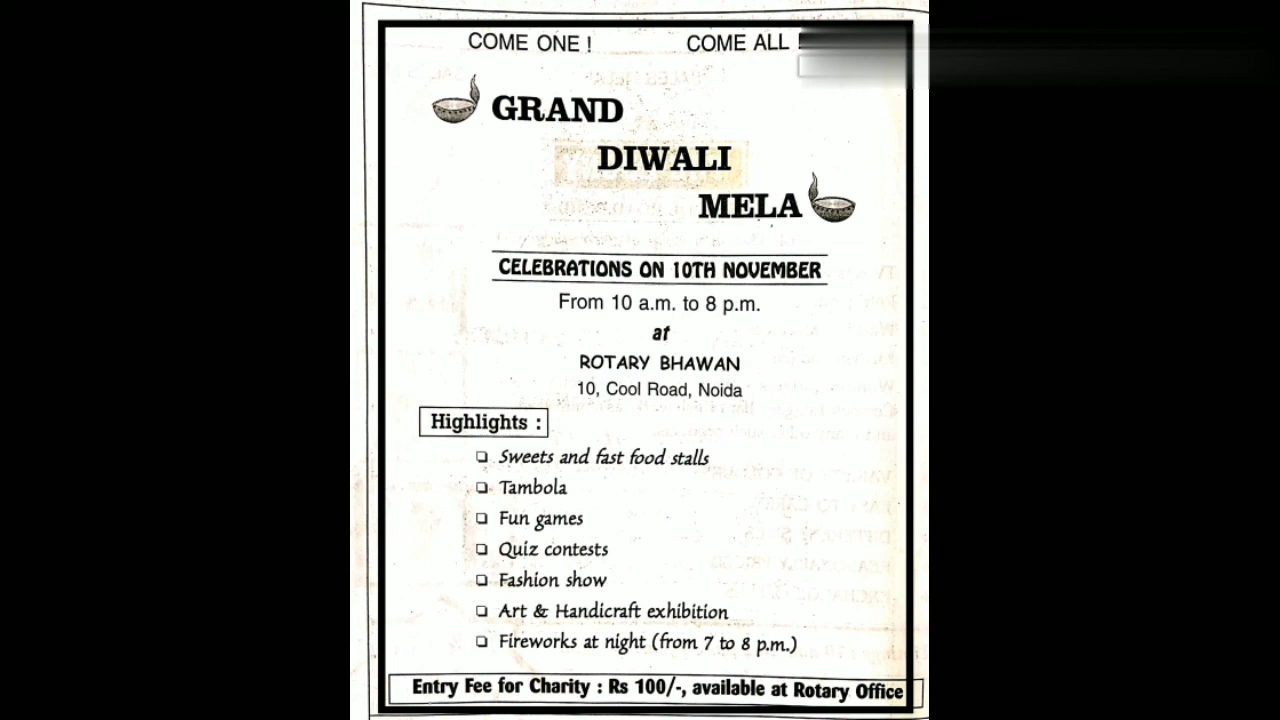 COME ONE ! COME ALL !
GRAND
DIWALI
MELA
CELEBRATIONS ON 10TH NOVEMBER
From 10 a.m. to 8 p.m.
at
ROTARY BHAWAN
10, Cool Road, Noida
Highlights :
❑ Sweets and fast food stalls
❑ Tambola
❑ Fun games
❑ Quiz contests
❑ Fashion show
❑ Art & Handicraft exhibition
❑ Fireworks at night (from 7 to 8 p.m.)
Entry Fee for Charity : Rs 100/-, available at Rotary Office